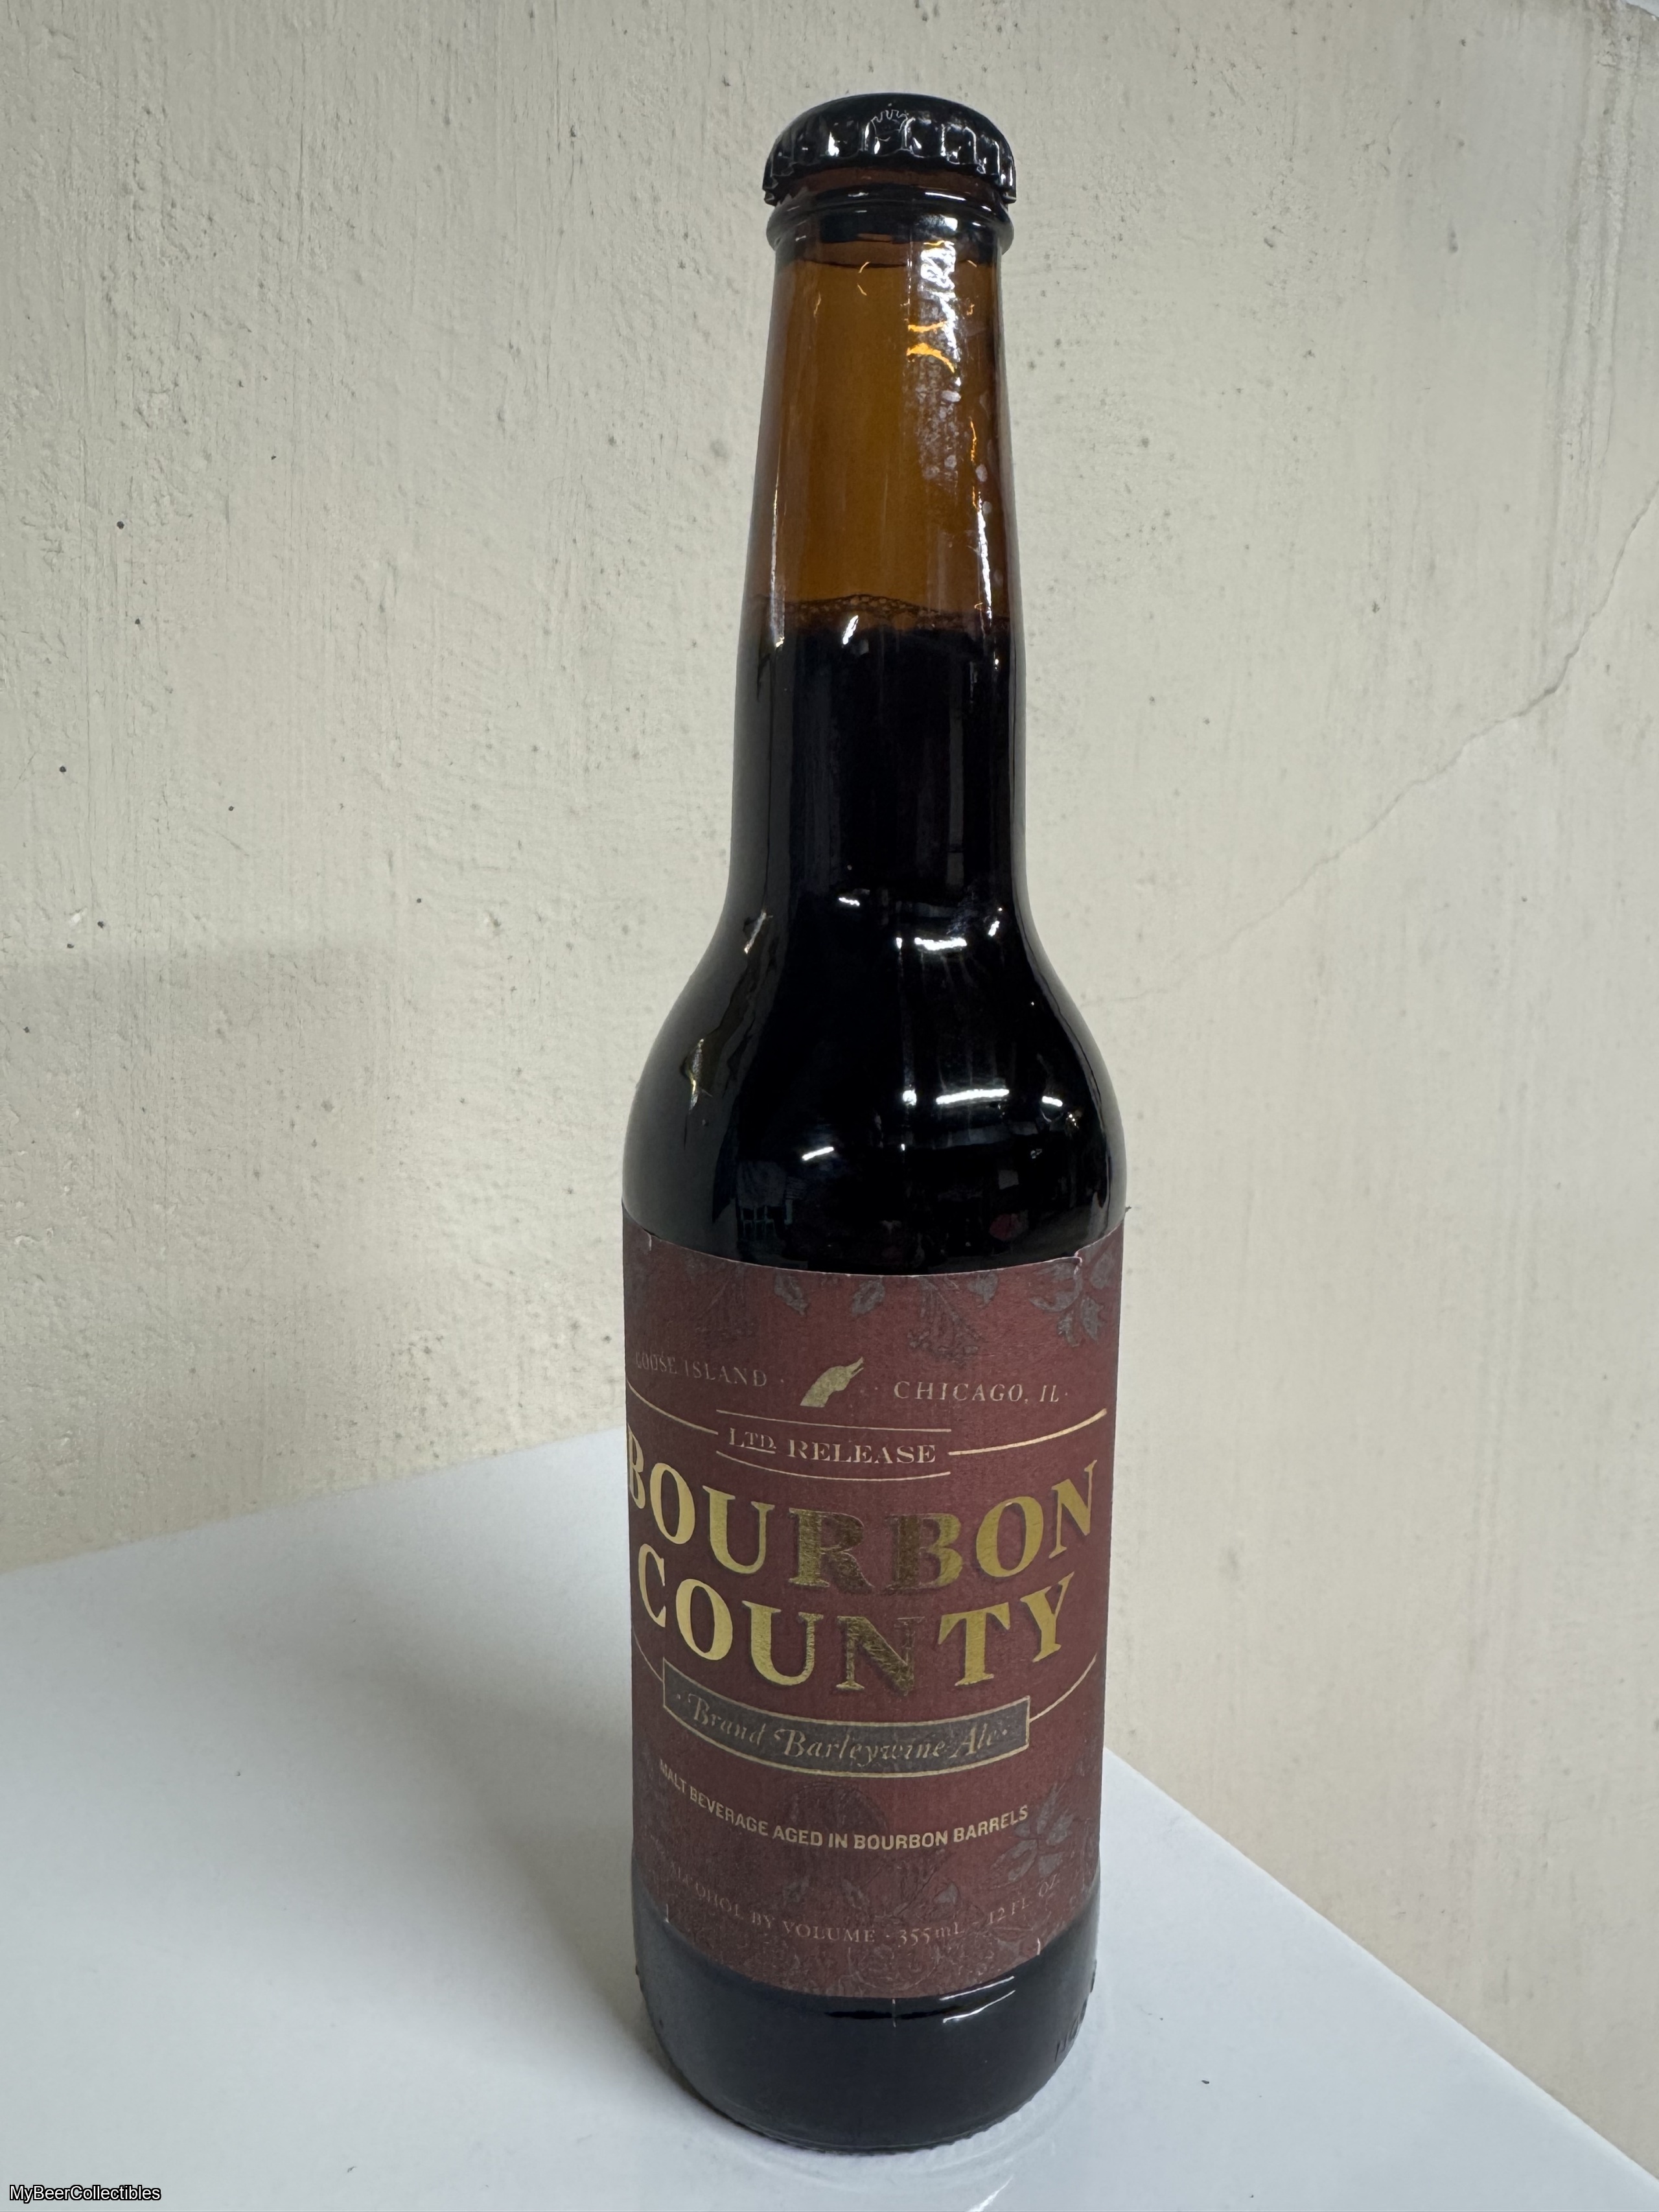 GOOSE ISLAND · · CHICAGO, IL ·
LTD. RELEASE
BOURBON
COUNTY
· Brand Barleywine Ale ·
MALT BEVERAGE AGED IN BOURBON BARRELS
ALCOHOL BY VOLUME · 355mL - 12 FL OZ.
MyBeerCollectibles